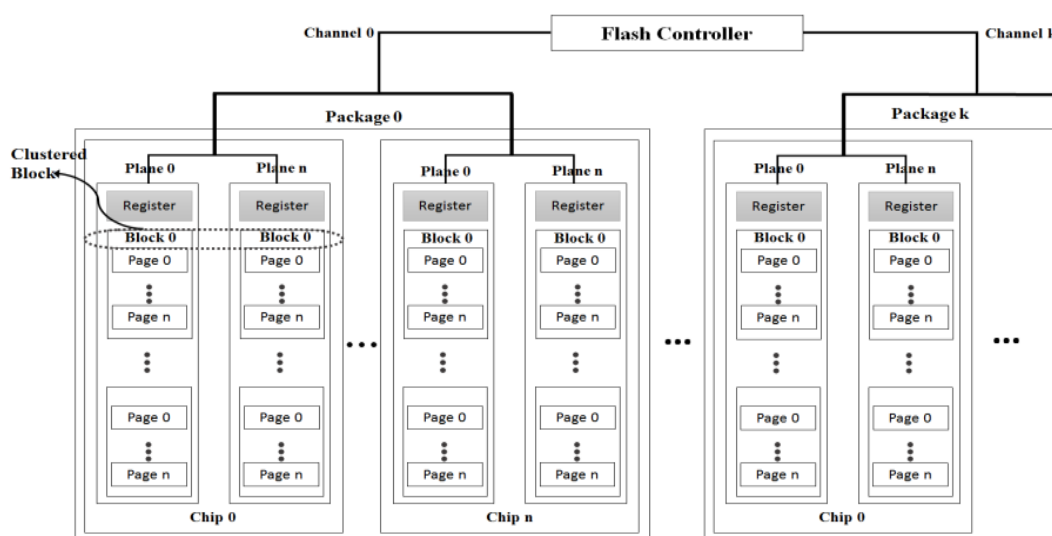 Channel 0 Flash Controller Channel k
Package 0 Package k
Clustered
Block
Plane 0 Plane n Plane 0 Plane n Plane 0 Plane n
Register Register Register Register Register Register
Block 0 Block 0 Block 0 Block 0 Block 0 Block 0
Page 0 Page 0 Page 0 Page 0 Page 0 Page 0
Page n Page n Page n Page n Page n Page n
Page 0 Page 0 Page 0 Page 0 Page 0 Page 0
Page n Page n Page n Page n Page n Page n
Chip 0 Chip n Chip 0